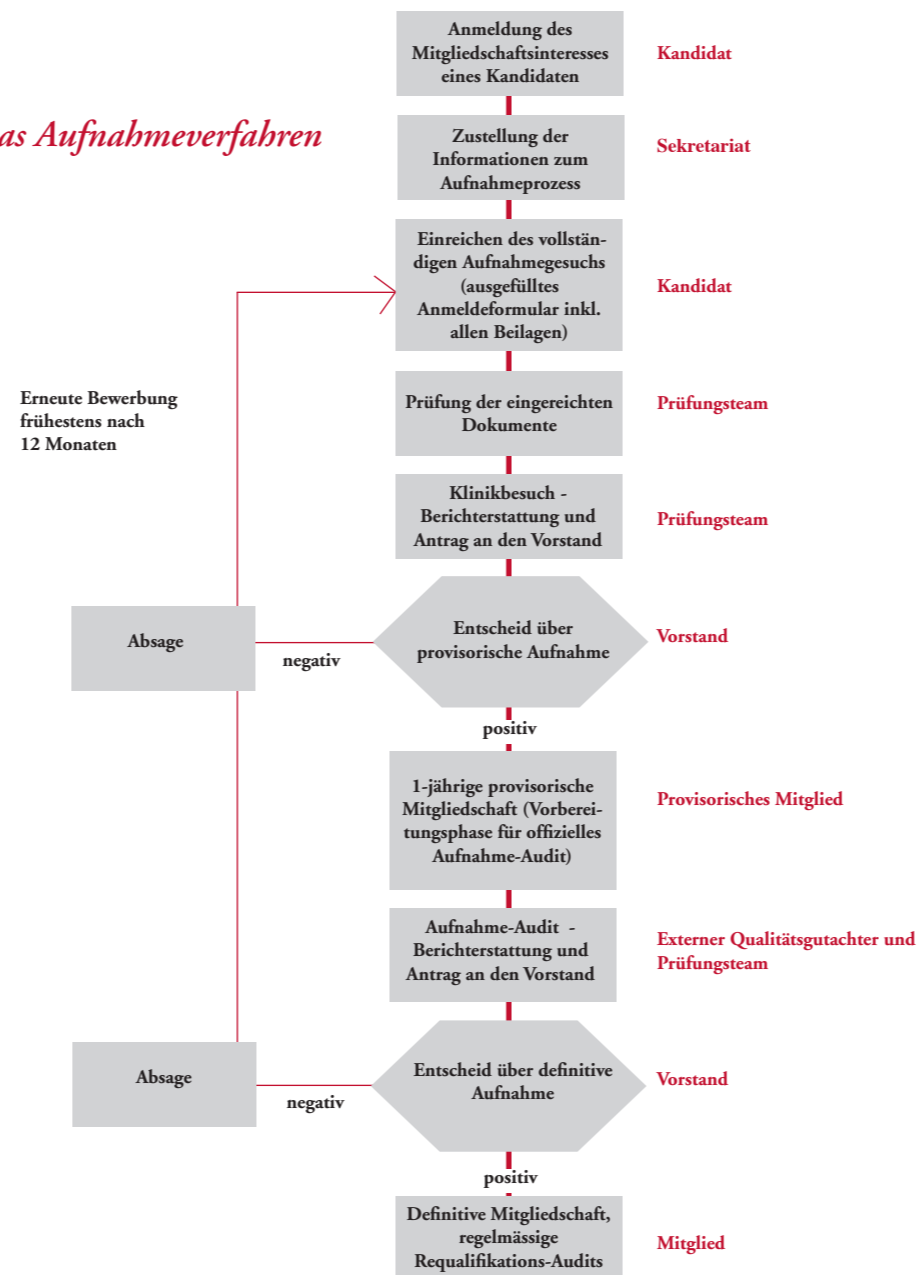 Anmeldung des
Mitgliedschaftsinteresses
eines Kandidaten
Kandidat
as Aufnahmeverfahren
Zustellung der
Informationen zum
Aufnahmeprozess
Sekretariat
Einreichen des vollstän-
digen Aufnahmegesuchs
(ausgefülltes
Anmeldeformular inkl.
allen Beilagen)
Kandidat
Erneute Bewerbung
frühestens nach
12 Monaten
Prüfung der eingereichten
Dokumente
Prüfungsteam
Klinikbesuch -
Berichterstattung und
Antrag an den Vorstand
Prüfungsteam
Entscheid über
provisorische Aufnahme
Vorstand
Absage
negativ
positiv
1-jährige provisorische
Mitgliedschaft (Vorberei-
tungsphase für offizielles
Aufnahme-Audit)
Provisorisches Mitglied
Aufnahme-Audit -
Berichterstattung und
Antrag an den Vorstand
Externer Qualitätsgutachter und
Prüfungsteam
Entscheid über definitive
Aufnahme
Vorstand
Absage
negativ
positiv
Definitive Mitgliedschaft,
regelmässige
Requalifikations-Audits
Mitglied